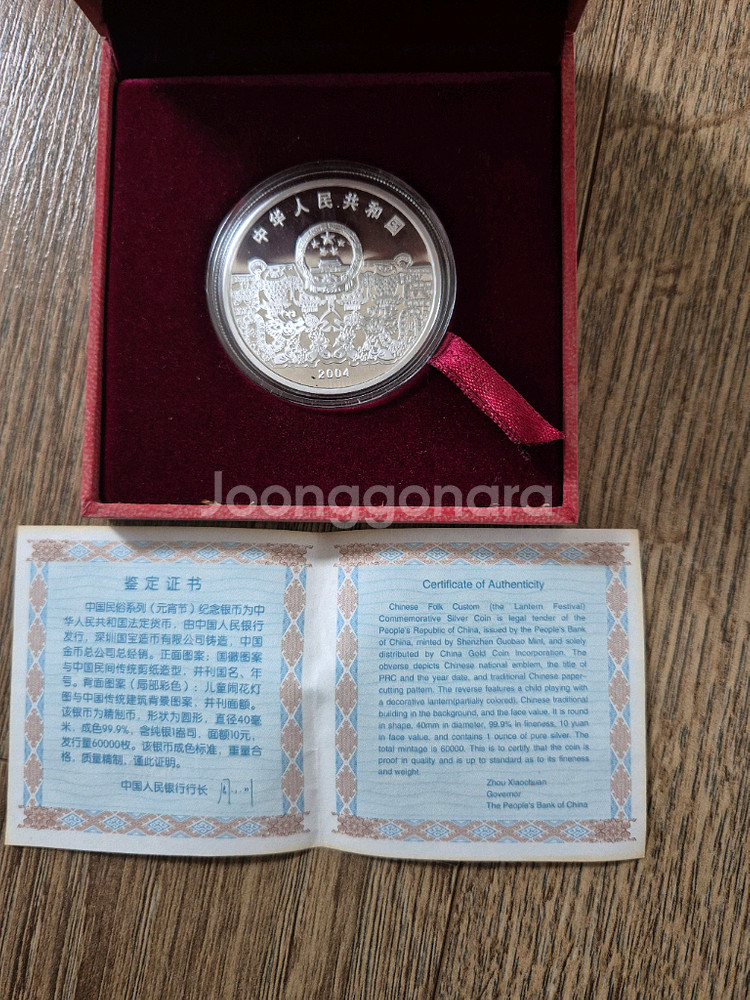 中华人民共和国
2004
Joonggonara
鉴定证书
中国民俗系列（元宵节）纪念银币为中
华人民共和国法定货币，由中国人民银行
发行，深圳国宝造币有限公司铸造，中国
金币总公司总经销。正面图案：国徽图案
与中国民间传统剪纸造型，并刊国名、年
号。背面图案（局部彩色）：儿童闹花灯
图与中国传统建筑背景图案，并刊面额。
该银币为精制币，形状为圆形，直径40毫
米，成色99.9%，含纯银1盎司，面额10元，
发行量60000枚。该银币成色标准，重量合
格，质量精制，谨此证明。
中国人民银行行长
Certificate of Authenticity
Chinese Folk Custom (the Lantern Festival)
Commemorative Silver Coin is legal tender of the
People's Republic of China, issued by the People's Bank
of China, minted by Shenzhen Guobao Mint, and solely
distributed by China Gold Coin Incorporation. The
obverse depicts Chinese national emblem, the title of
PRC and the year date, and traditional Chinese paper-
cutting pattern. The reverse features a child playing with
a decorative lantern(partially colored), Chinese traditional
building in the background, and the face value. It is round
in shape, 40mm in diameter, 99.9% in fineness, 10 yuan
in face value, and contains 1 ounce of pure silver. The
total mintage is 60000. This is to certify that the coin is
proof in quality and is up to standard as to its fineness
and weight.
Zhou Xiaochuan
Governor
The People's Bank of China